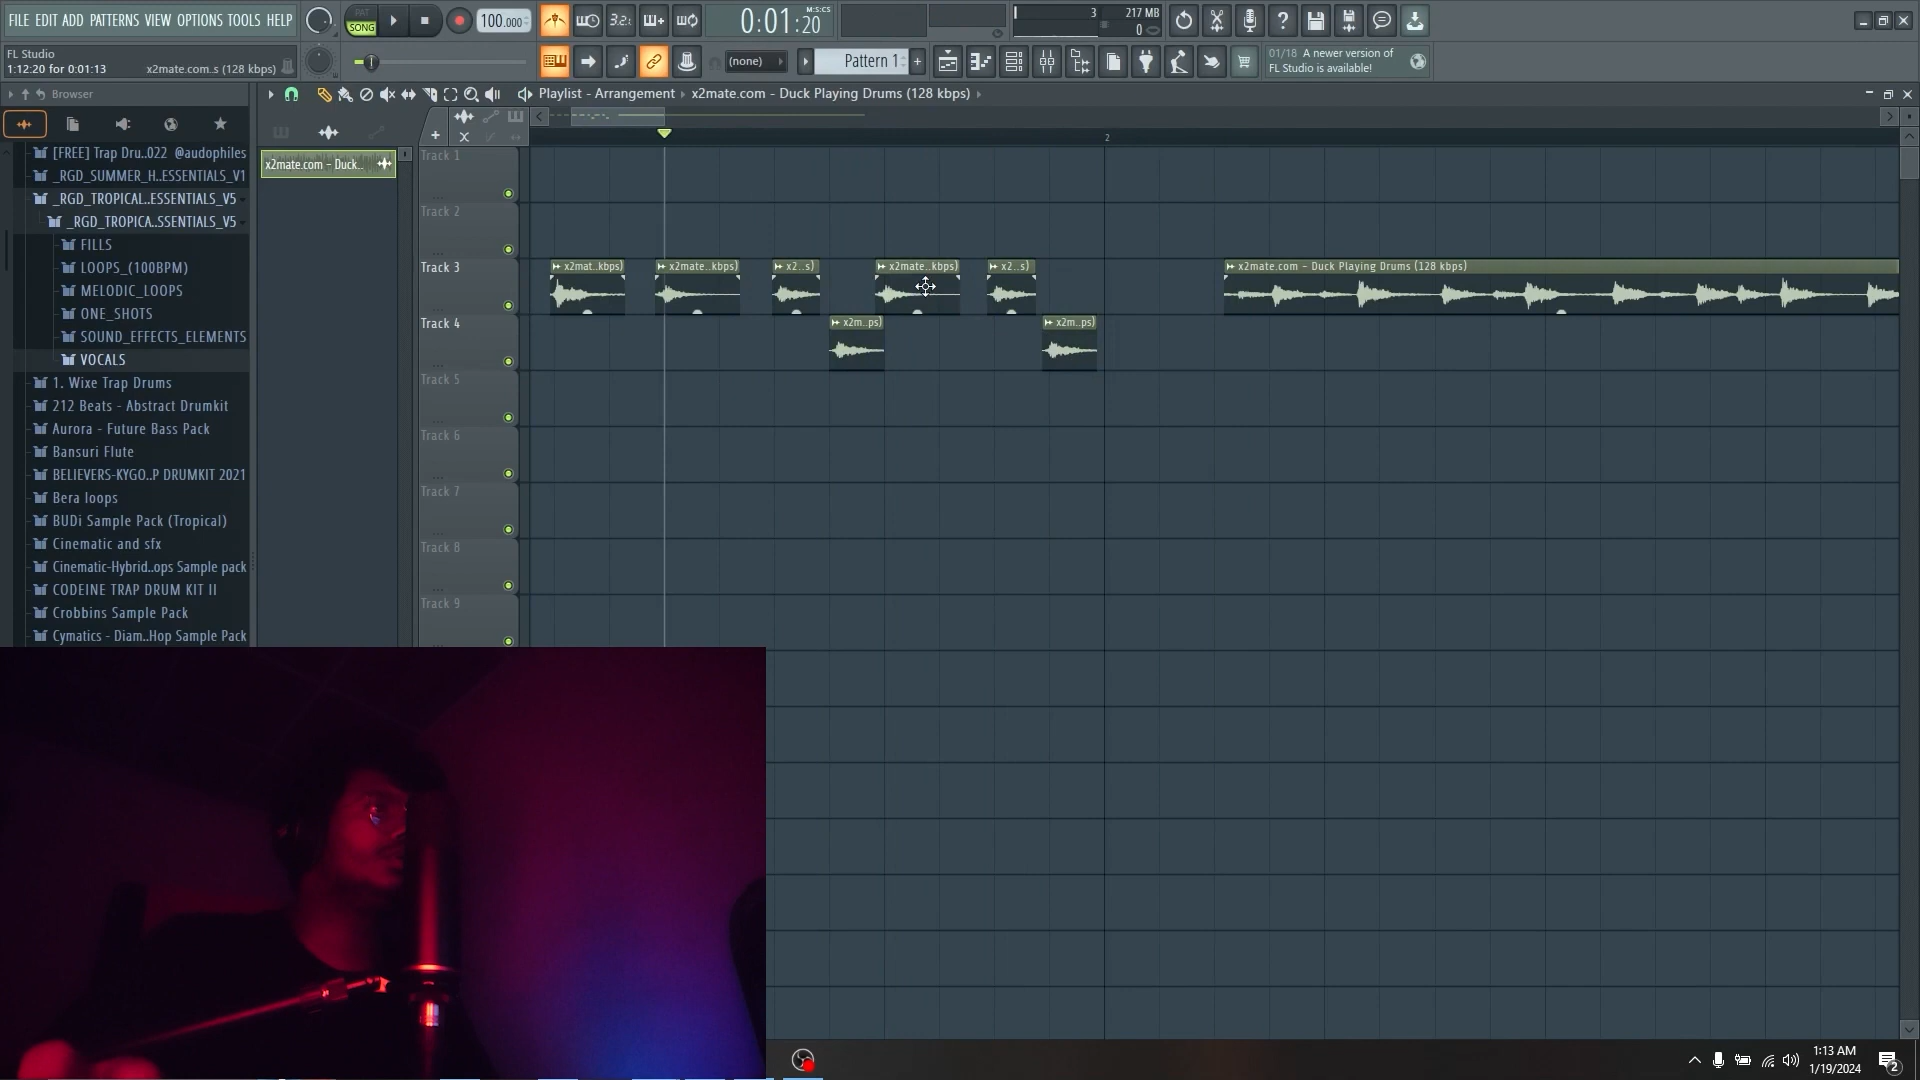 FILE EDIT ADD PATTERNS VIEW OPTIONS TOOLS HELP
PAT
SONG
100.000
3.2
0:01:20
M:S:CS
3
217 MB
0
FL Studio
1:12:20 for 0:01:13
x2mate.com..s (128 kbps)
(none)
Pattern 1
01/18 A newer version of
FL Studio is available!
Browser
Playlist - Arrangement
x2mate.com - Duck Playing Drums (128 kbps)
2
[FREE] Trap Dru..022 @audophiles
_RGD_SUMMER_H..ESSENTIALS_V1
_RGD_TROPICAL..ESSENTIALS_V5
_RGD_TROPICA..SSENTIALS_V5
FILLS
LOOPS_(100BPM)
MELODIC_LOOPS
ONE_SHOTS
SOUND_EFFECTS_ELEMENTS
VOCALS
1. Wixe Trap Drums
212 Beats - Abstract Drumkit
Aurora - Future Bass Pack
Bansuri Flute
BELIEVERS-KYGO..P DRUMKIT 2021
Bera loops
BUDi Sample Pack (Tropical)
Cinematic and sfx
Cinematic-Hybrid..ops Sample pack
CODEINE TRAP DRUM KIT II
Crobbins Sample Pack
Cymatics - Diam..Hop Sample Pack
x2mate.com - Duck..
Track 1
Track 2
Track 3
Track 4
Track 5
Track 6
Track 7
Track 8
Track 9
x2mat..kbps)
x2mate..kbps)
x2..s)
x2mate..kbps)
x2..s)
x2mate.com - Duck Playing Drums (128 kbps)
x2m..ps)
x2m..ps)
1:13 AM
1/19/2024
2